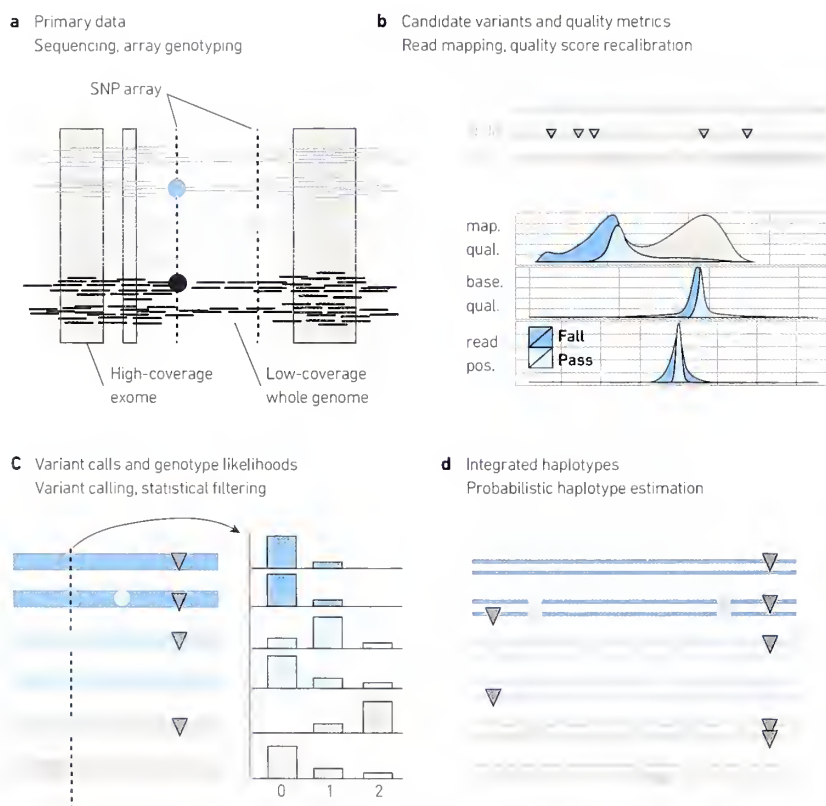 a Primary data
Sequencing, array genotyping
SNP array
High-coverage
exome
Low-coverage
whole genome
b Candidate variants and quality metrics
Read mapping, quality score recalibration
map.
qual.
base.
qual.
read
pos.
Fall
Pass
C Variant calls and genotype likelihoods
Variant calling, statistical filtering
0 1 2
d Integrated haplotypes
Probabilistic haplotype estimation